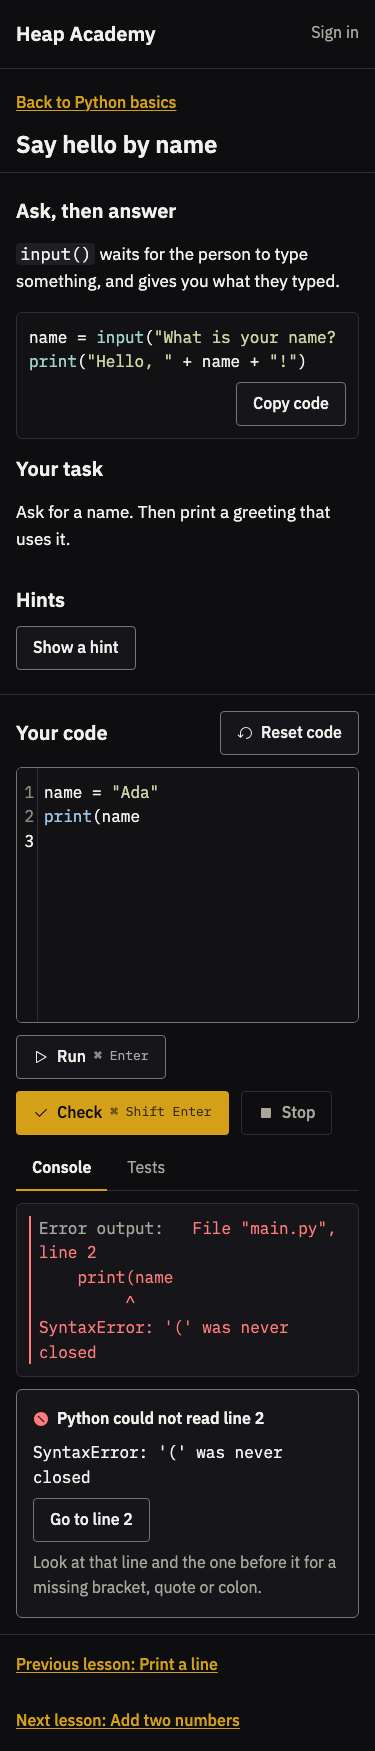 Heap Academy
Sign in
Back to Python basics
Say hello by name
Ask, then answer
input() waits for the person to type
something, and gives you what they typed.
name = input("What is your name?
print("Hello, " + name + "!")
Copy code
Your task
Ask for a name. Then print a greeting that
uses it.
Hints
Show a hint
Your code
Reset code
1 name = "Ada"
2 print(name
3
Run ⌘ Enter
Check ⌘ Shift Enter
Stop
Console
Tests
Error output:   File "main.py",
line 2
    print(name
         ^
SyntaxError: '(' was never
closed
Python could not read line 2
SyntaxError: '(' was never
closed
Go to line 2
Look at that line and the one before it for a
missing bracket, quote or colon.
Previous lesson: Print a line
Next lesson: Add two numbers